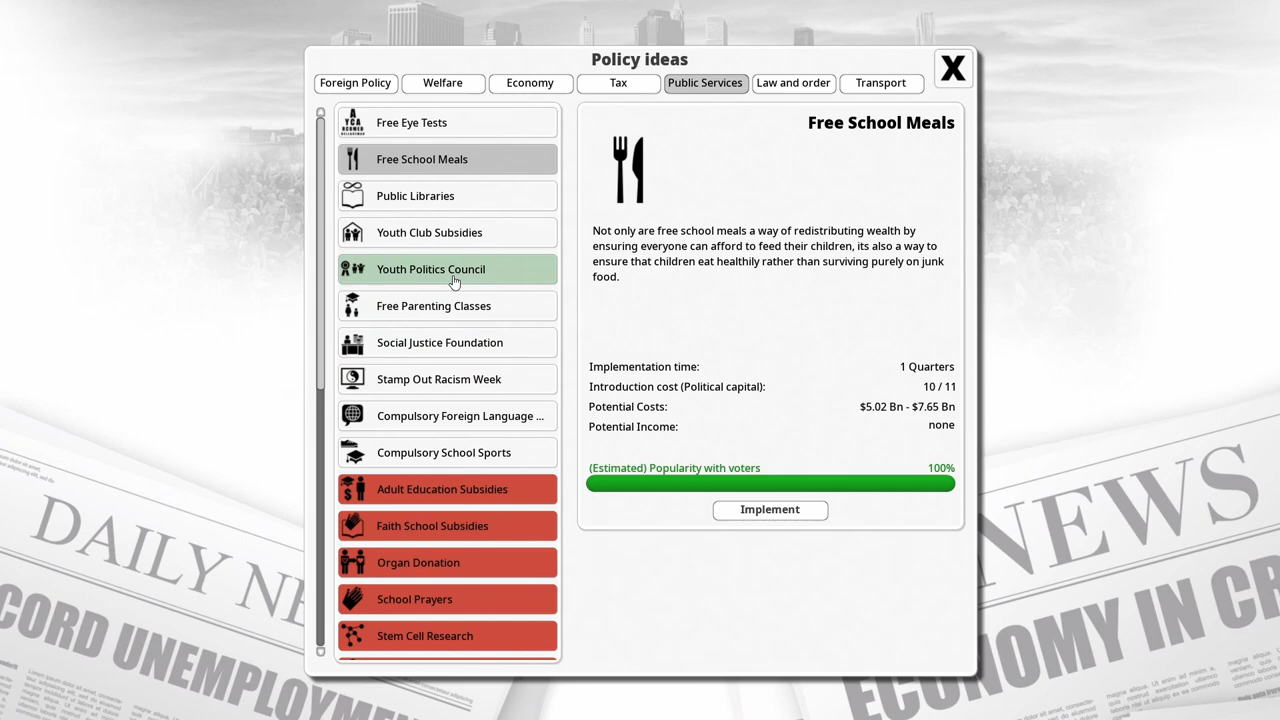 Policy ideas
X
Foreign Policy
Welfare
Economy
Tax
Public Services
Law and order
Transport
Free Eye Tests
Free School Meals
Public Libraries
Youth Club Subsidies
Youth Politics Council
Free Parenting Classes
Social Justice Foundation
Stamp Out Racism Week
Compulsory Foreign Language ...
Compulsory School Sports
Adult Education Subsidies
Faith School Subsidies
Organ Donation
School Prayers
Stem Cell Research
Free School Meals
Not only are free school meals a way of redistributing wealth by
ensuring everyone can afford to feed their children, its also a way to
ensure that children eat healthily rather than surviving purely on junk
food.
Implementation time: 1 Quarters
Introduction cost (Political capital): 10 / 11
Potential Costs: $5.02 Bn - $7.65 Bn
Potential Income: none
(Estimated) Popularity with voters 100%
Implement
DAILY NE
CORD UNEMPLOYM
NEWS
ECONOMY IN CR